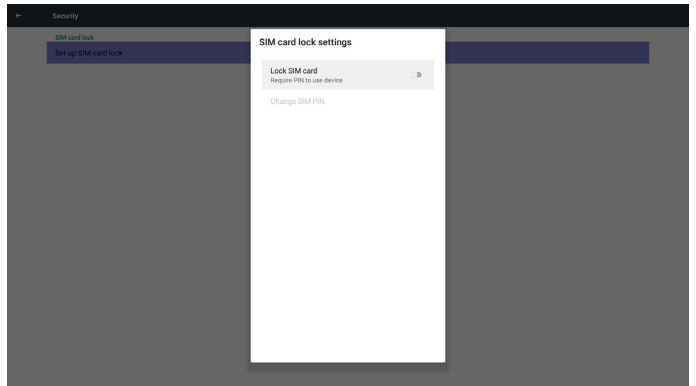 Security
SIM card lock
Set up SIM card lock
SIM card lock settings
Lock SIM card
Require PIN to use device
Change SIM PIN